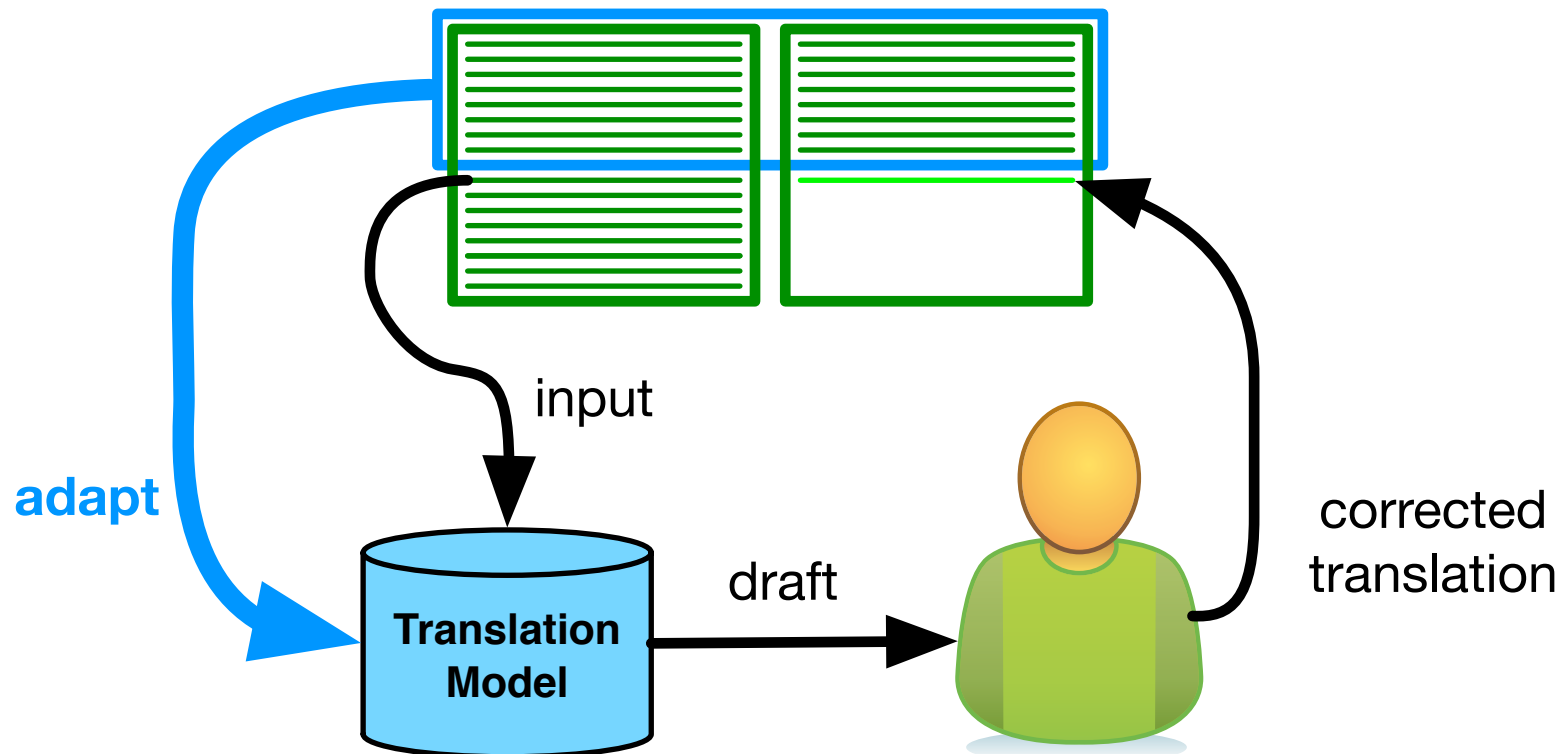 input
adapt
corrected
translation
draft
Translation
Model